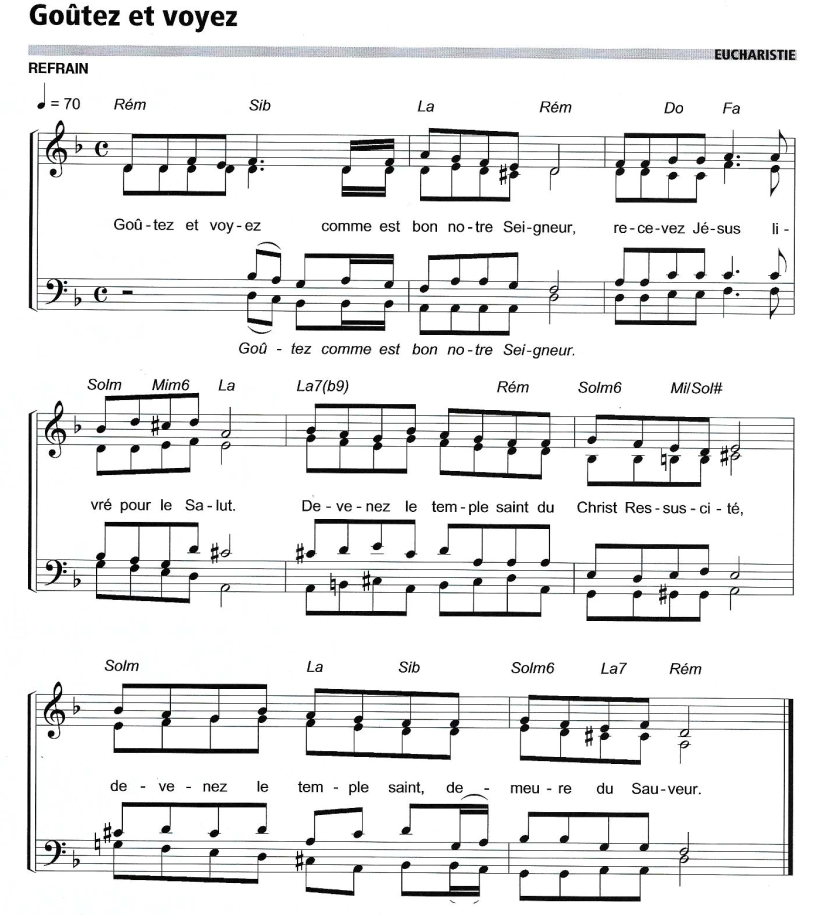 Goûtez et voyez
EUCHARISTIE
REFRAIN
♩ = 70 Rém Sib La Rém Do Fa
Goû - tez et voy - ez comme est bon no - tre Sei - gneur, re - ce - vez Jé - sus li -
Goû - tez comme est bon no - tre Sei - gneur.
Solm Mim6 La La7(b9) Rém Solm6 Mi/Sol#
vré pour le Sa - lut. De - ve - nez le tem - ple saint du Christ Res - sus - ci - té,
Solm La Sib Solm6 La7 Rém
de - ve - nez le tem - ple saint, de - meu - re du Sau - veur.